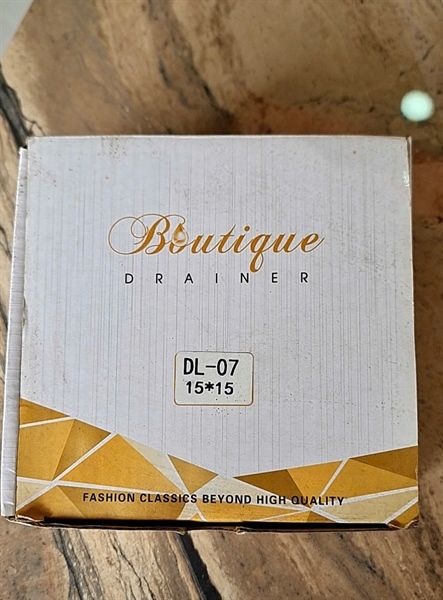 Boutique
DRAINER
DL-07
15*15
FASHION CLASSICS BEYOND HIGH QUALITY